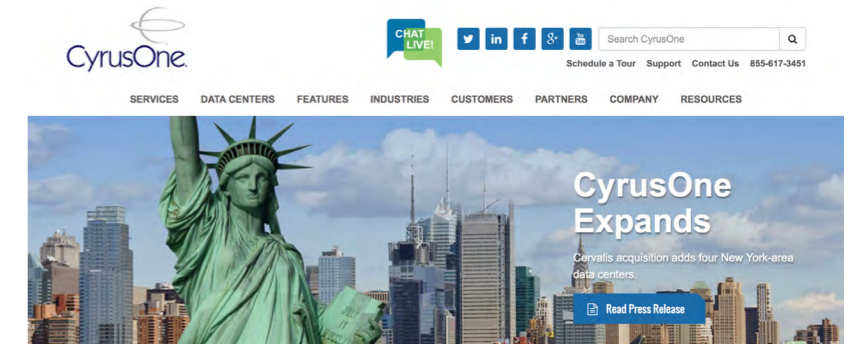 CyrusOne.
CHAT
LIVE!
Search CyrusOne
Schedule a Tour Support Contact Us 855-617-3451
SERVICES DATA CENTERS FEATURES INDUSTRIES CUSTOMERS PARTNERS COMPANY RESOURCES
CyrusOne
Expands
Cervalis acquisition adds four New York-area
data centers.
Read Press Release